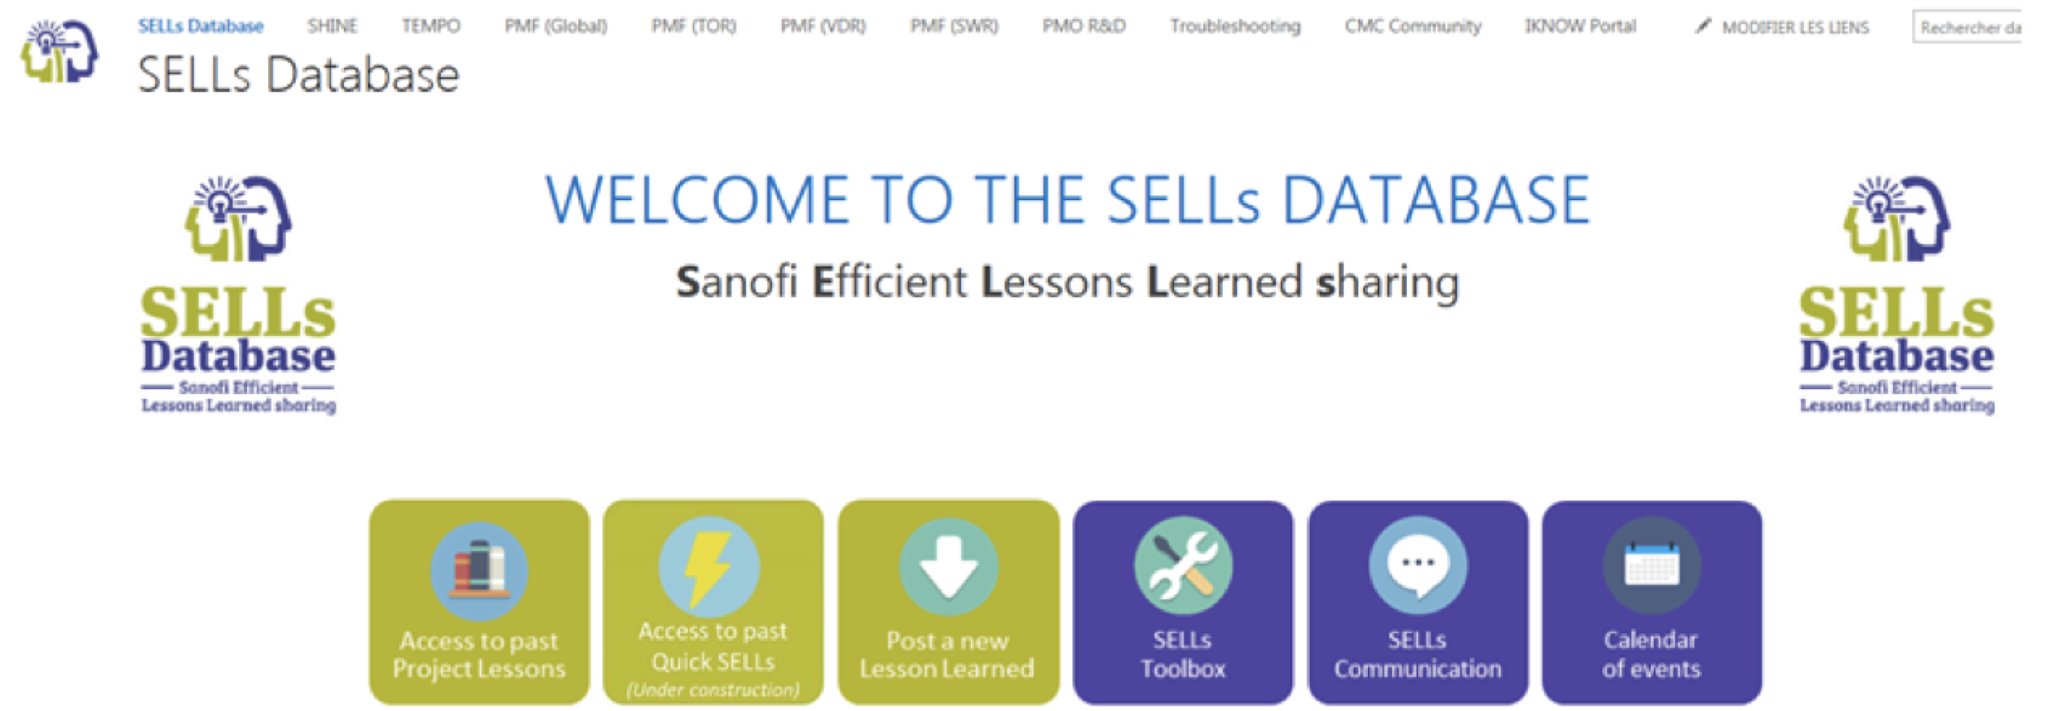 SELLs Database SHINE TEMPO PMF (Global) PMF (TOR) PMF (VDR) PMF (SWR) PMO R&D Troubleshooting CMC Community IKNOW Portal MODIFIER LES LIENS Rechercher da
SELLs Database
WELCOME TO THE SELLs DATABASE
Sanofi Efficient Lessons Learned sharing
SELLs
Database
Sanofi Efficient
Lessons Learned sharing
SELLs
Database
Sanofi Efficient
Lessons Learned sharing
Access to past
Project Lessons
Access to past
Quick SELLs
(Under construction)
Post a new
Lesson Learned
SELLs
Toolbox
SELLs
Communication
Calendar
of events